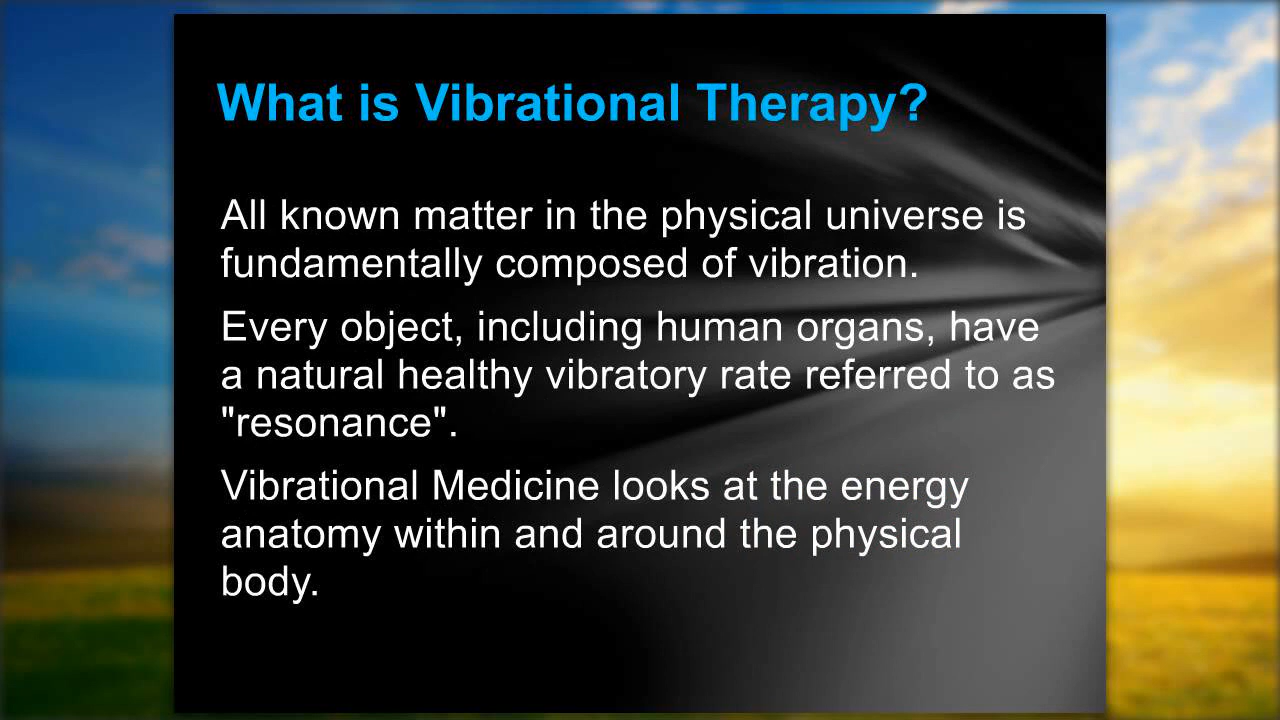 What is Vibrational Therapy?
All known matter in the physical universe is
fundamentally composed of vibration.
Every object, including human organs, have
a natural healthy vibratory rate referred to as
"resonance".
Vibrational Medicine looks at the energy
anatomy within and around the physical
body.